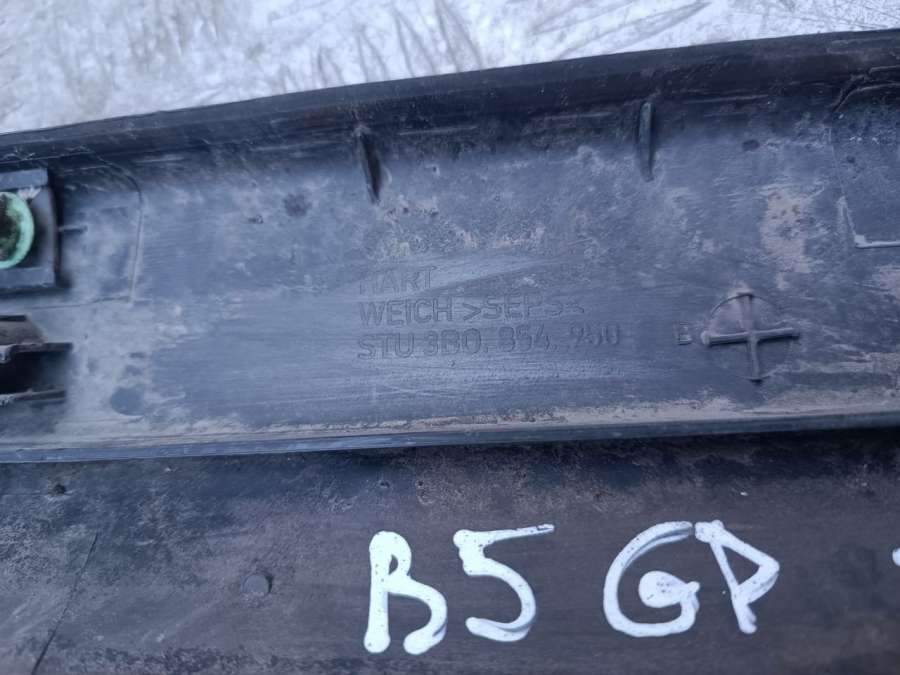 HART
WEICH >SEPS<
STU 3B0.854.950
E
B5 GP